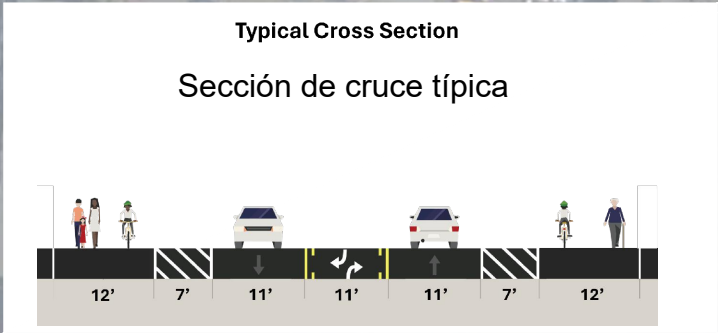 Typical Cross Section
Sección de cruce típica
12’ 7’ 11’ 11’ 11’ 7’ 12’